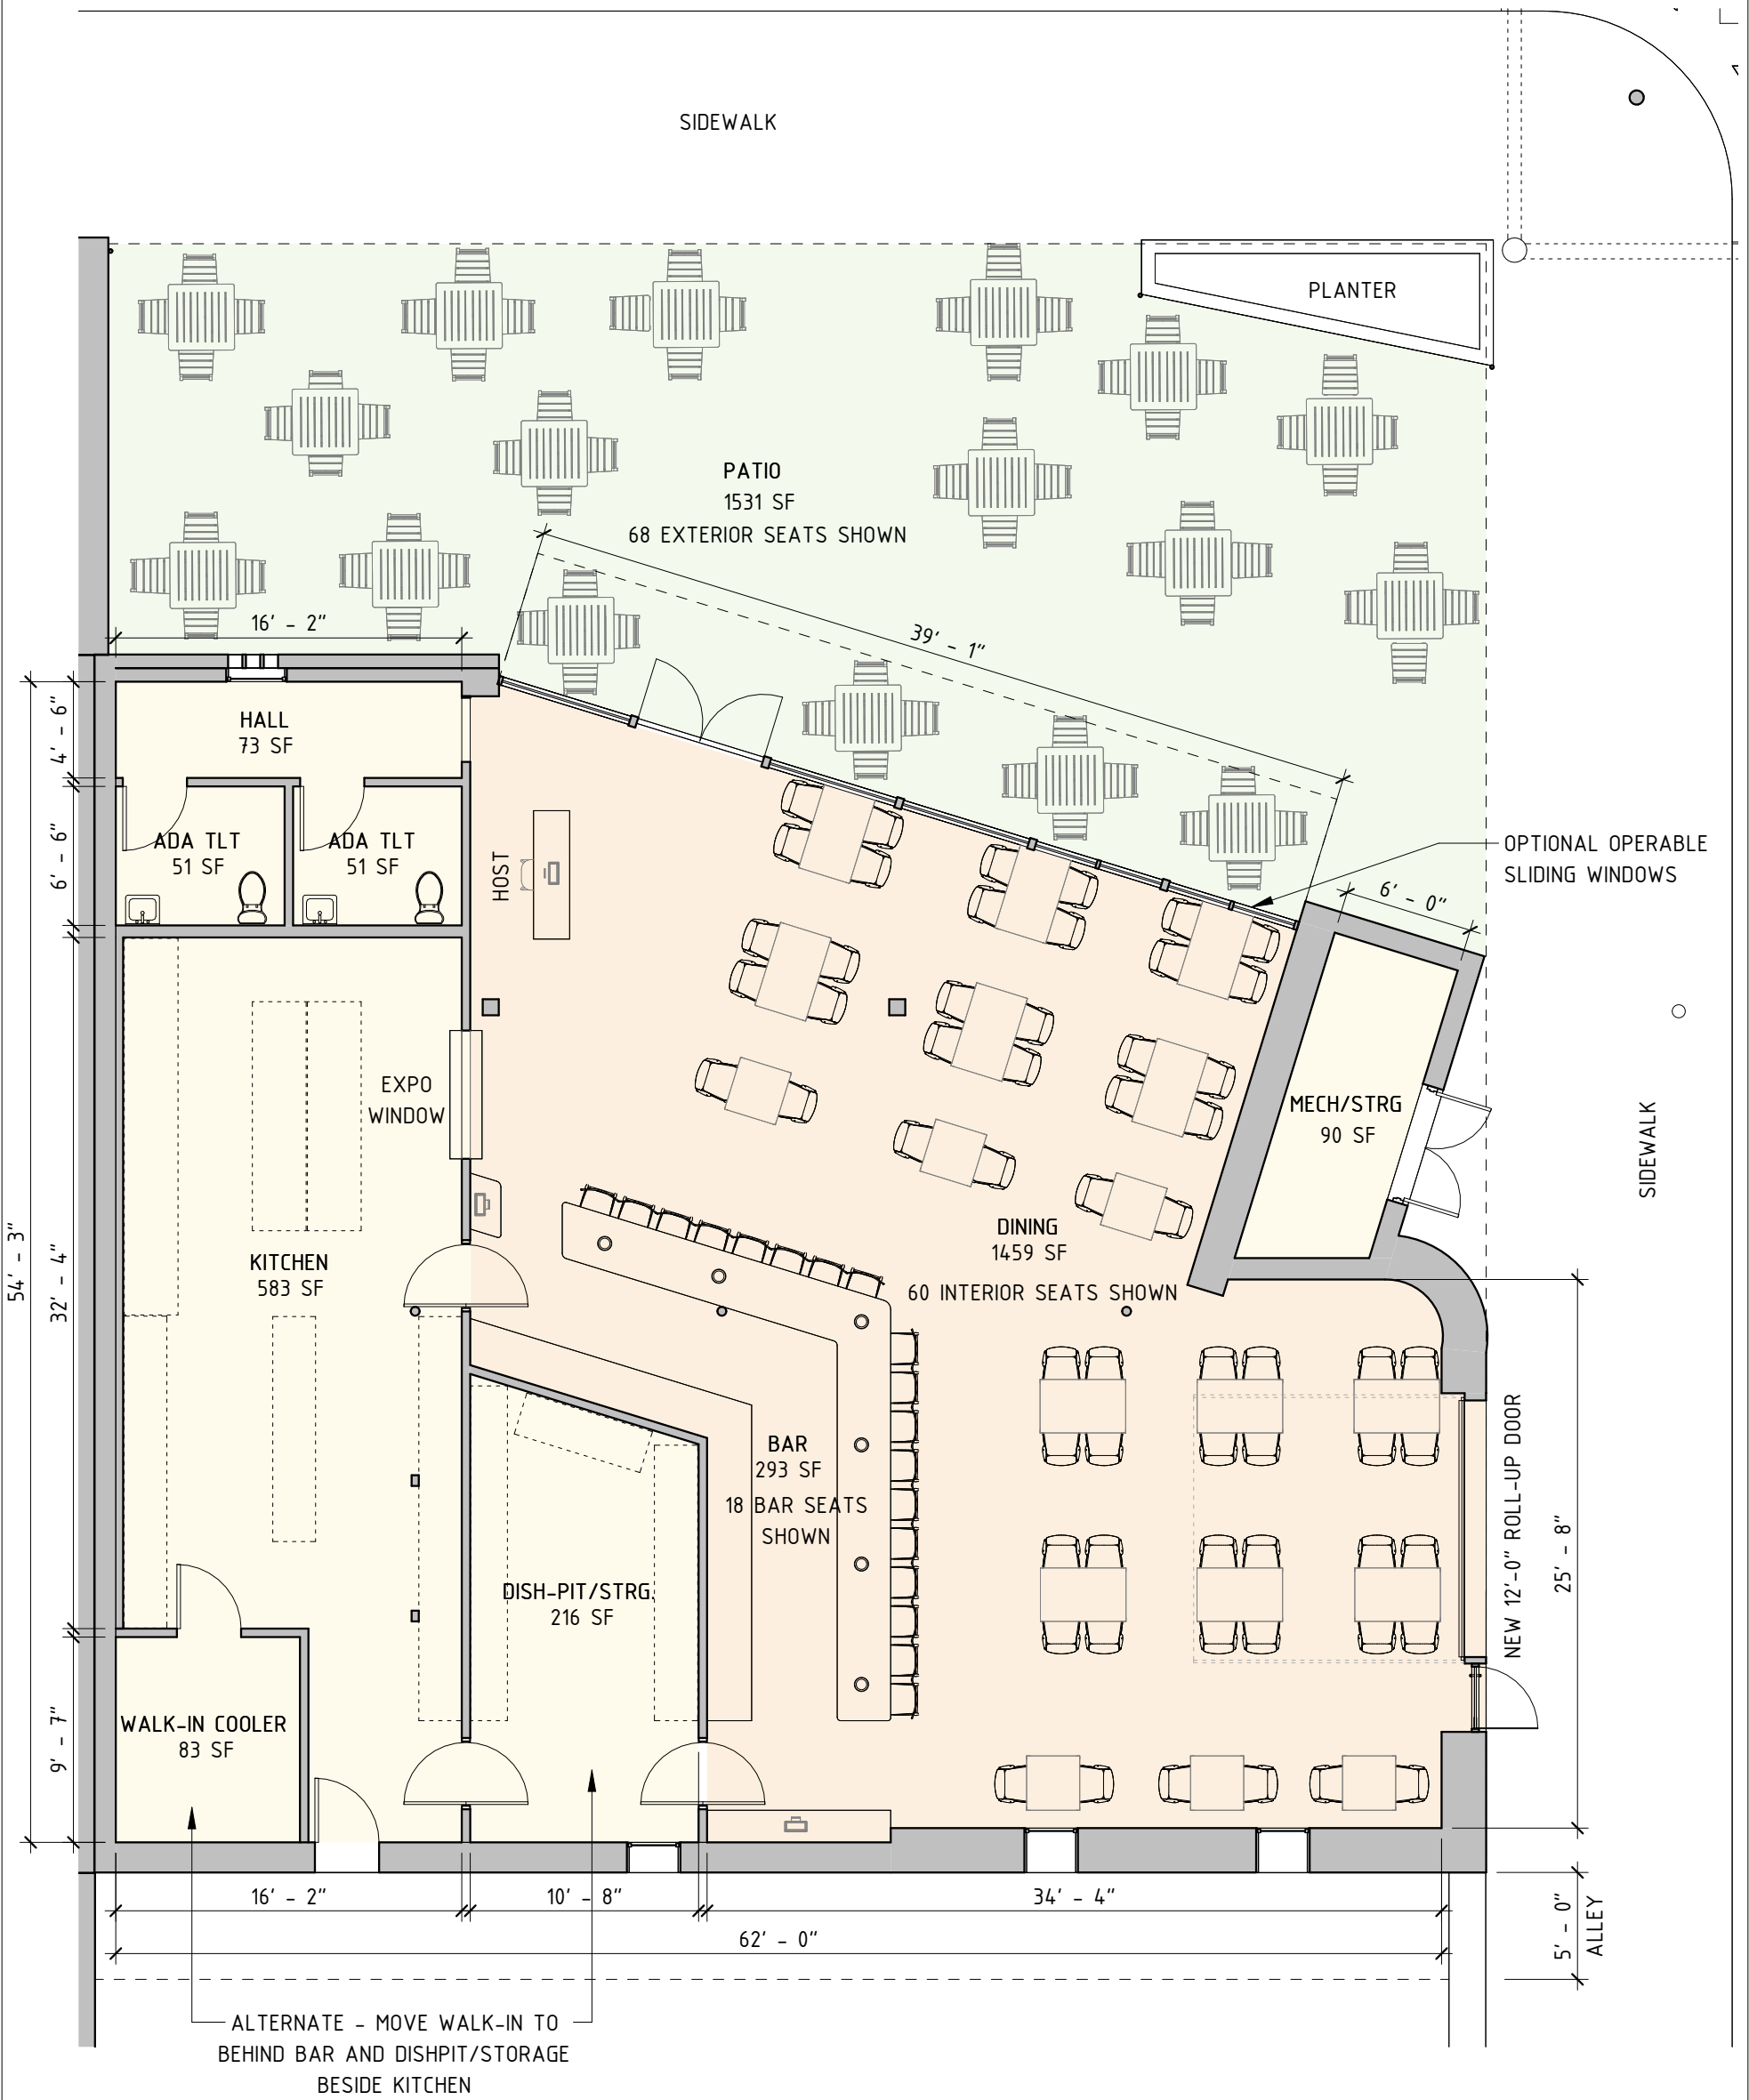 SIDEWALK
PLANTER
PATIO
1531 SF
68 EXTERIOR SEATS SHOWN
16' - 2"
39' - 1"
4' - 6"
HALL
73 SF
6' - 6"
ADA TLT
51 SF
ADA TLT
51 SF
HOST
OPTIONAL OPERABLE
SLIDING WINDOWS
6' - 0"
EXPO
WINDOW
MECH/STRG
90 SF
SIDEWALK
54' - 3"
32' - 4"
KITCHEN
583 SF
DINING
1459 SF
60 INTERIOR SEATS SHOWN
BAR
293 SF
18 BAR SEATS
SHOWN
NEW 12'-0" ROLL-UP DOOR
25' - 8"
DISH-PIT/STRG.
216 SF
9' - 7"
WALK-IN COOLER
83 SF
16' - 2"
10' - 8"
34' - 4"
62' - 0"
5' - 0"
ALLEY
ALTERNATE - MOVE WALK-IN TO
BEHIND BAR AND DISHPIT/STORAGE
BESIDE KITCHEN